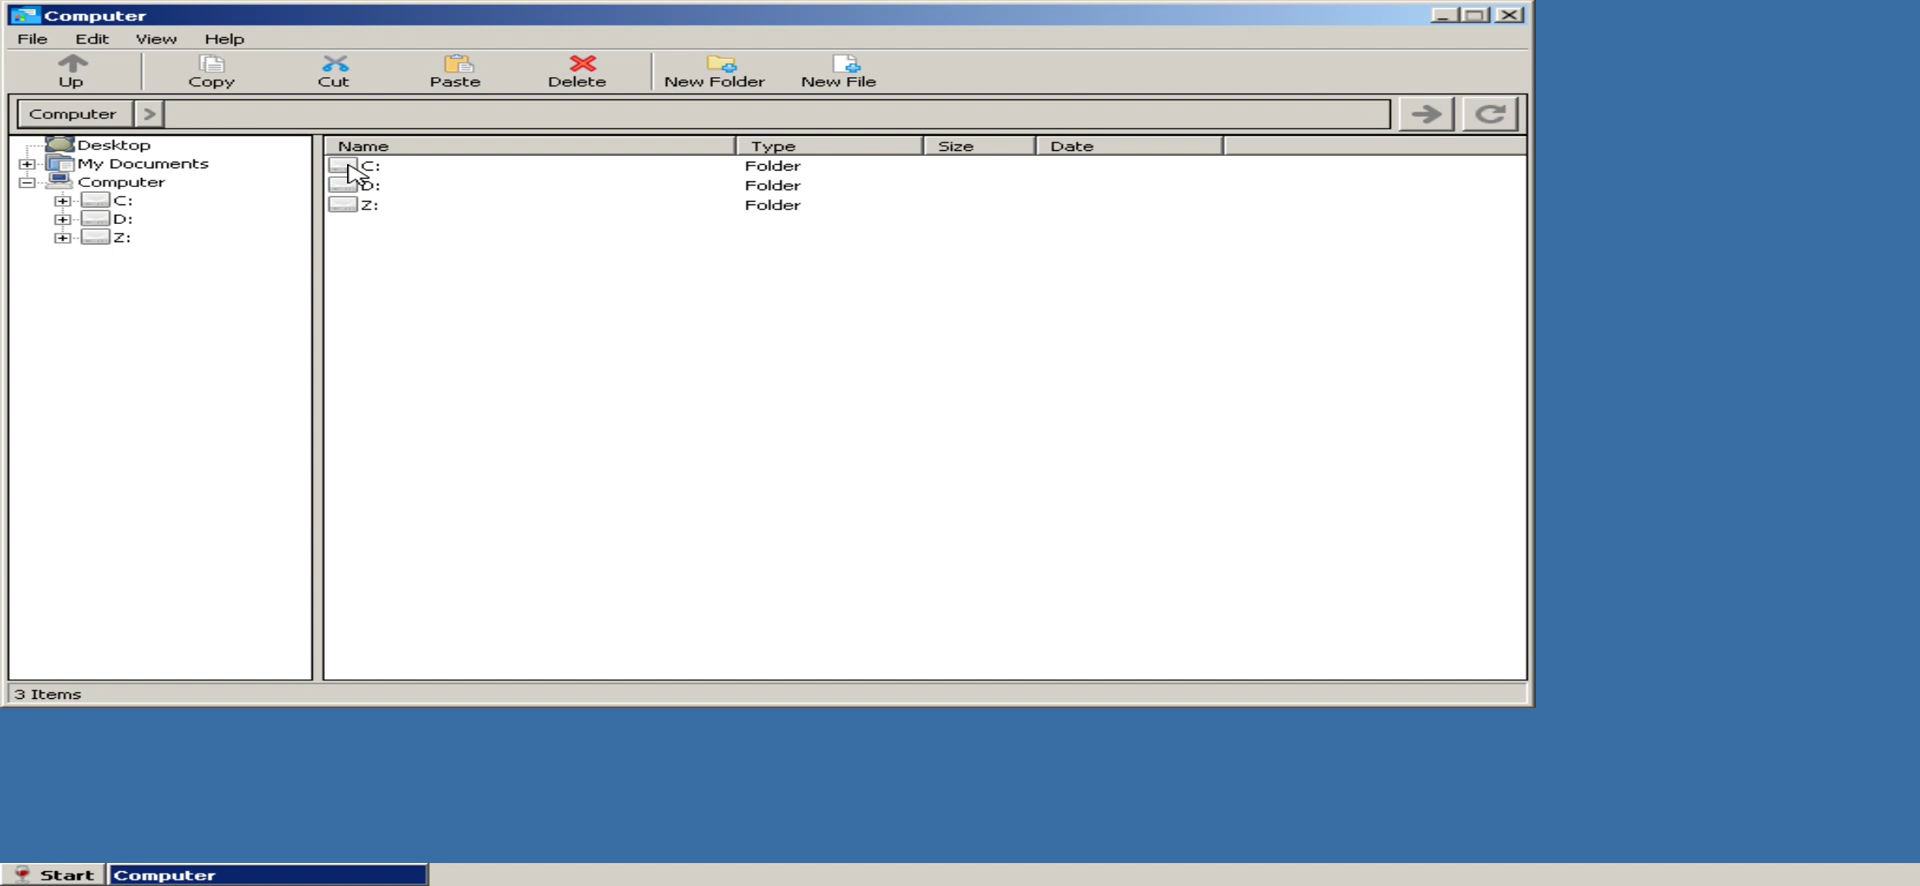 Computer
File Edit View Help
Up Copy Cut Paste Delete New Folder New File
Computer >
Desktop
My Documents
Computer
C:
D:
Z:
Name Type Size Date
C: Folder
D: Folder
Z: Folder
3 Items
Start Computer